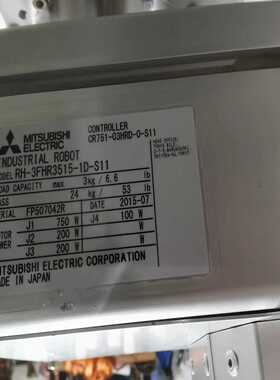 MITSUBISHI
ELECTRIC
CONTROLLER
CR751-03HRD-0-S11
INDUSTRIAL ROBOT
MODEL RH-3FHR3515-1D-S11
LOAD CAPACITY max 3kg / 6.6 lb
MASS 24 kg / 53 lb
SERIAL FP507042R DATE 2015-07
MOTOR J1 750 W J4 100 W
POWER J2 200 W
J3 200 W
MITSUBISHI ELECTRIC CORPORATION
MADE IN JAPAN